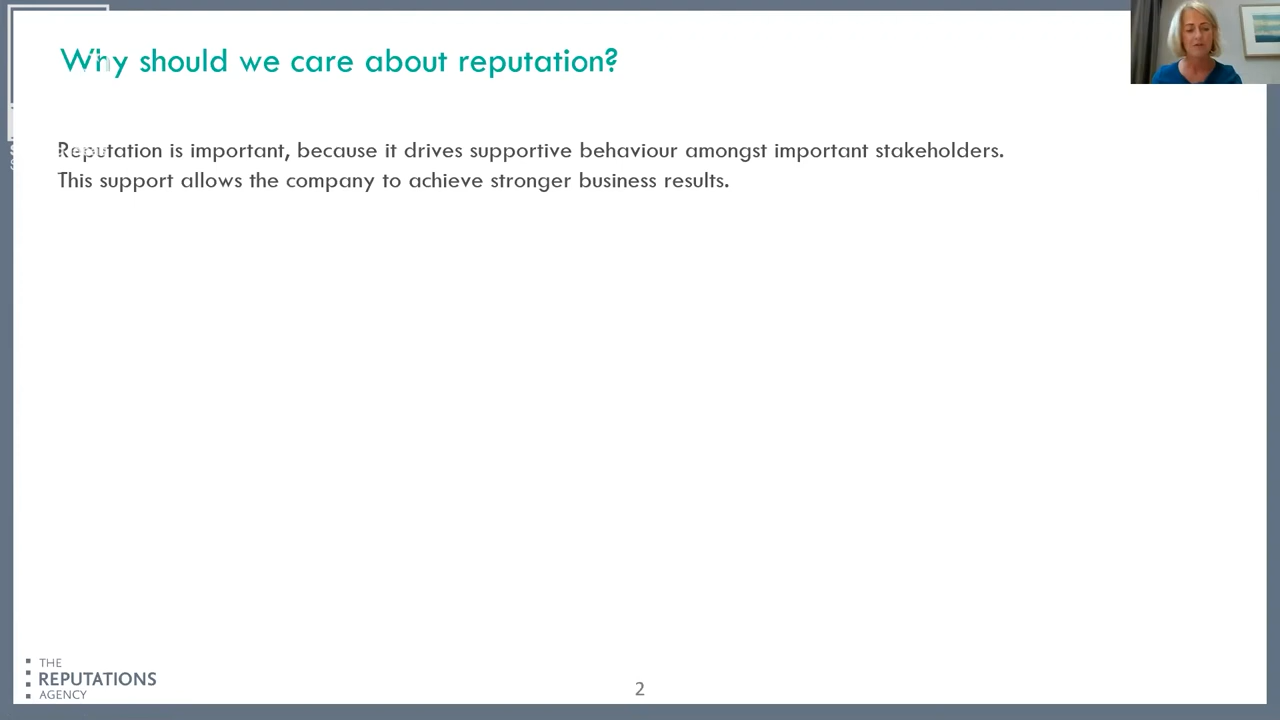 Why should we care about reputation?
Reputation is important, because it drives supportive behaviour amongst important stakeholders.
This support allows the company to achieve stronger business results.
THE
REPUTATIONS
AGENCY
2